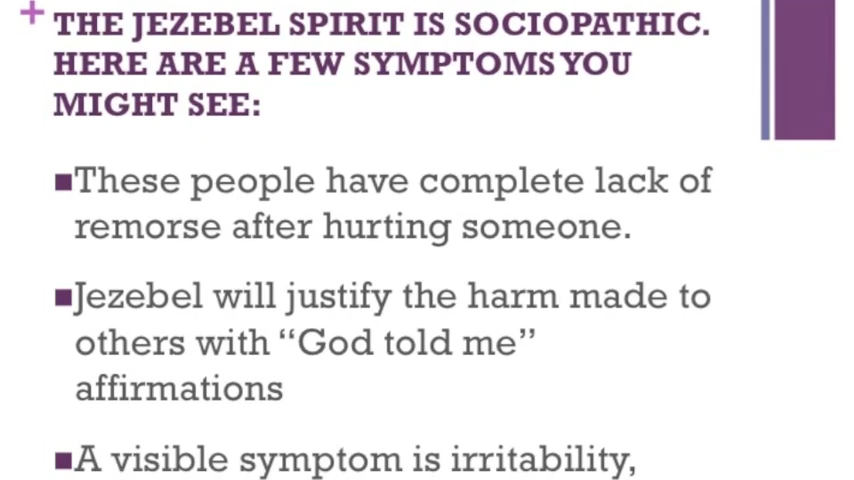 THE JEZEBEL SPIRIT IS SOCIOPATHIC.
HERE ARE A FEW SYMPTOMS YOU
MIGHT SEE:
These people have complete lack of
remorse after hurting someone.
Jezebel will justify the harm made to
others with “God told me”
affirmations
A visible symptom is irritability,